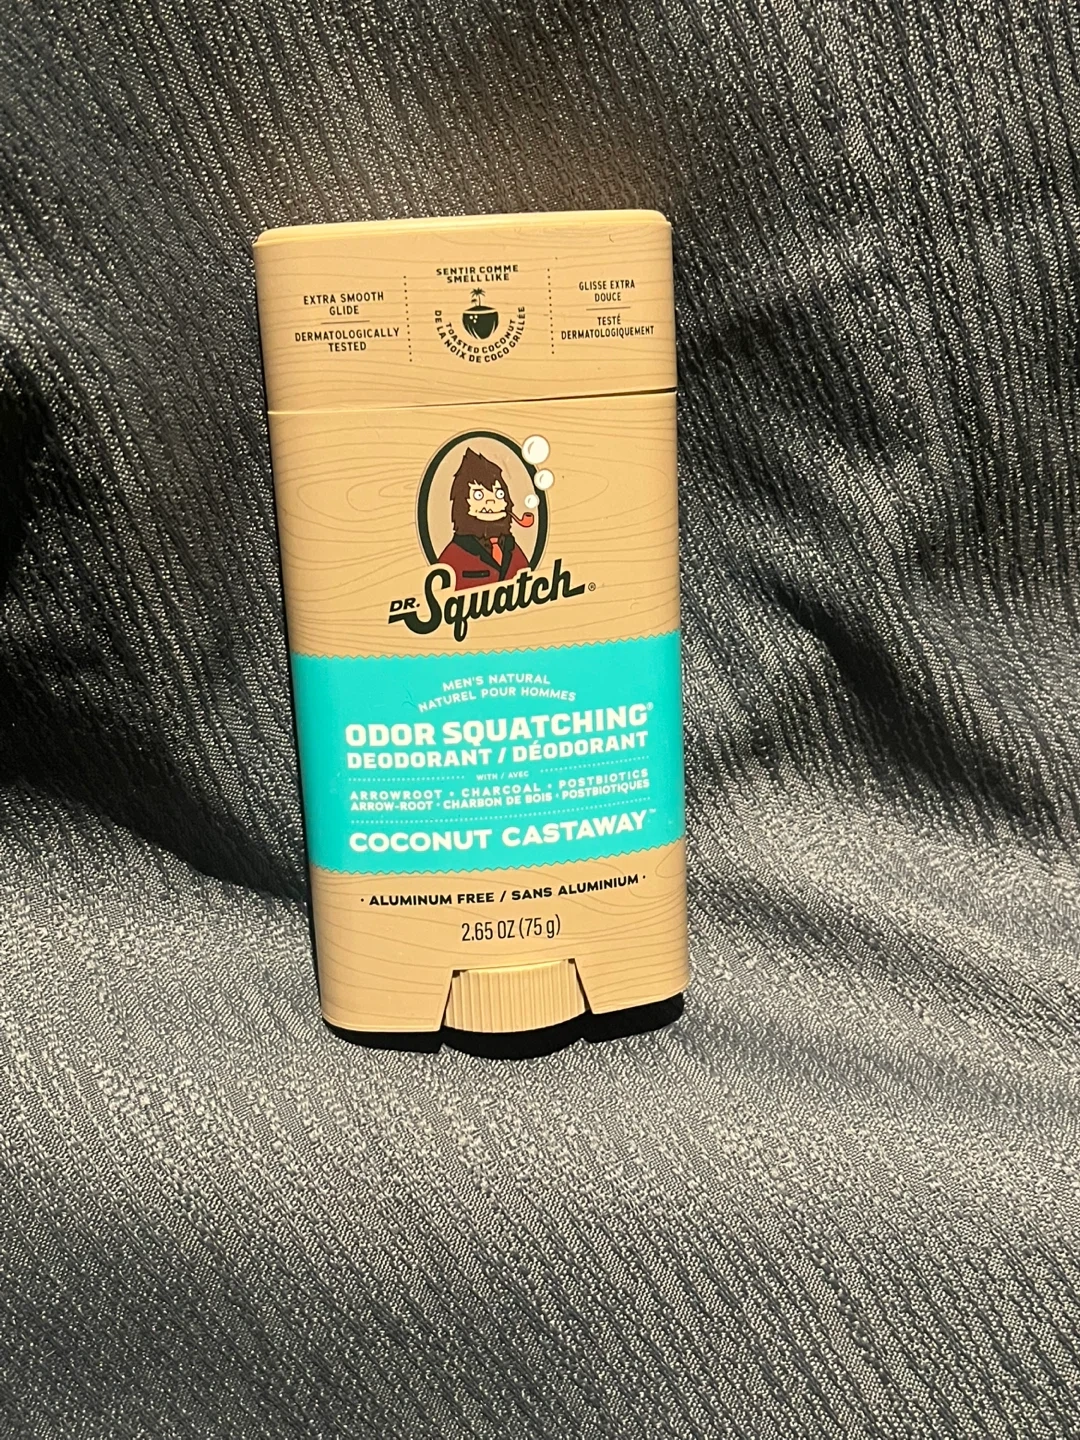 SENTIR COMME
SMELL LIKE
TOASTED COCONUT
DE LA NOIX DE COCO GRILLÉE
EXTRA SMOOTH
GLIDE
DERMATOLOGICALLY
TESTED
GLISSE EXTRA
DOUCE
TESTÉ
DERMATOLOGIQUEMENT
DR. Squatch®
MEN'S NATURAL
NATUREL POUR HOMMES
ODOR SQUATCHING®
DEODORANT / DÉODORANT
WITH / AVEC
ARROWROOT • CHARCOAL • POSTBIOTICS
ARROW-ROOT • CHARBON DE BOIS • POSTBIOTIQUES
COCONUT CASTAWAY™
· ALUMINUM FREE / SANS ALUMINIUM ·
2.65 OZ (75 g)